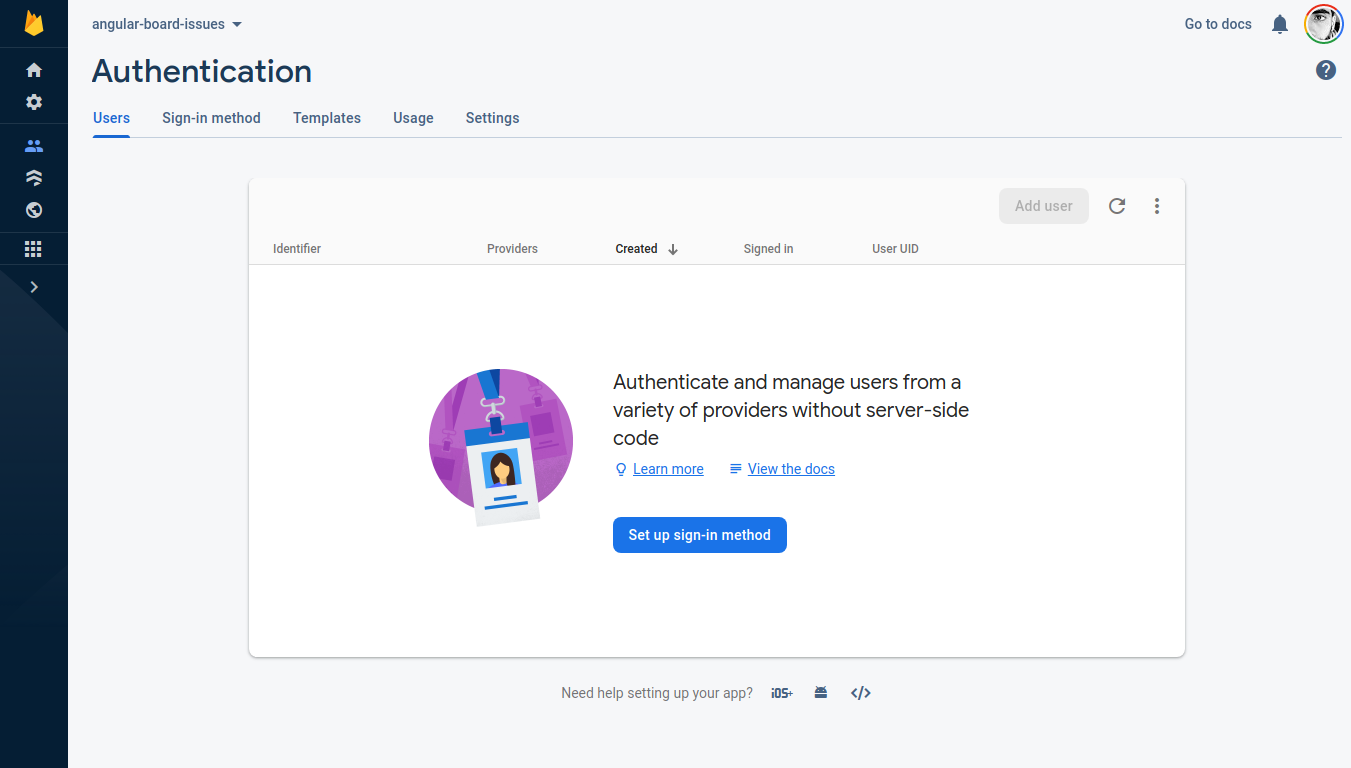 angular-board-issues
Go to docs
Authentication
Users Sign-in method Templates Usage Settings
Add user
Identifier Providers Created Signed in User UID
Authenticate and manage users from a
variety of providers without server-side
code
Learn more View the docs
Set up sign-in method
Need help setting up your app? iOS+ </>